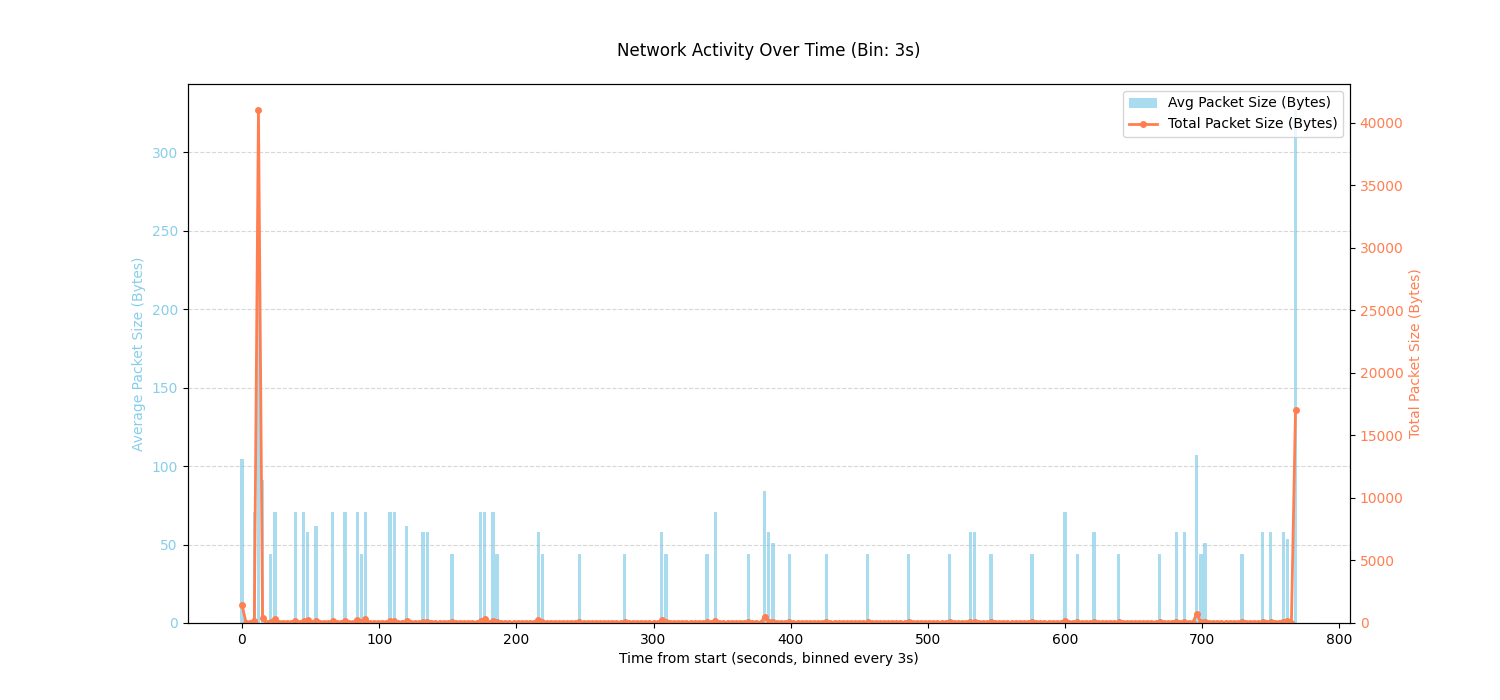 Network Activity Over Time (Bin: 3s)
Avg Packet Size (Bytes)
Total Packet Size (Bytes)
Average Packet Size (Bytes)
300
250
200
150
100
50
0
40000
35000
30000
25000
20000
15000
10000
5000
0
Total Packet Size (Bytes)
0 100 200 300 400 500 600 700 800
Time from start (seconds, binned every 3s)